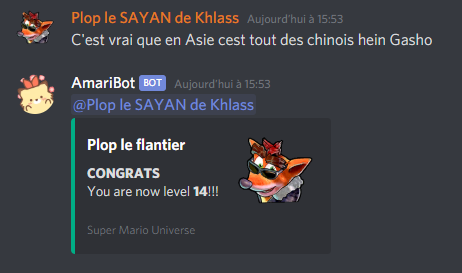 Plop le SAYAN de Khlass Aujourd'hui à 15:53
C'est vrai que en Asie cest tout des chinois hein Gasho
AmariBot BOT Aujourd'hui à 15:53
@Plop le SAYAN de Khlass
Plop le flantier
CONGRATS
You are now level 14!!!
Super Mario Universe